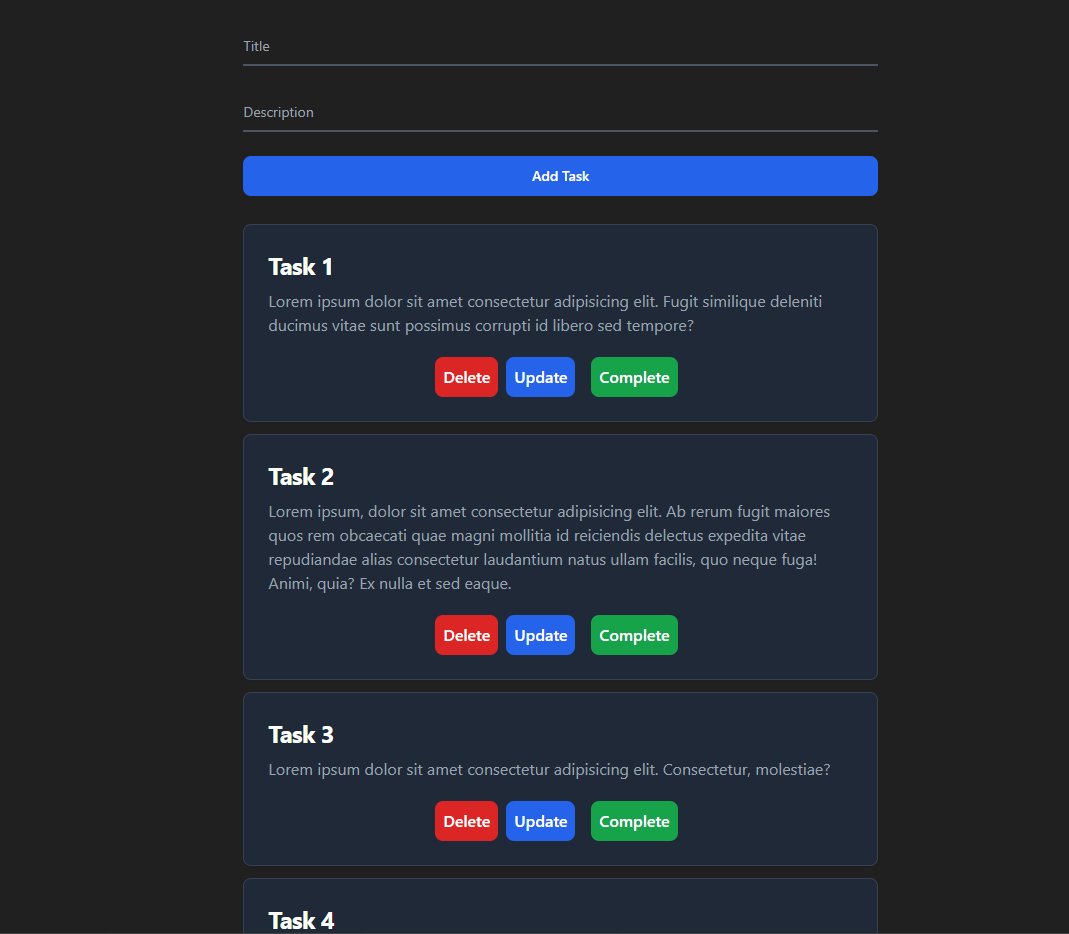 Title
Description
Add Task
Task 1
Lorem ipsum dolor sit amet consectetur adipisicing elit. Fugit similique deleniti
ducimus vitae sunt possimus corrupti id libero sed tempore?
Delete Update Complete
Task 2
Lorem ipsum, dolor sit amet consectetur adipisicing elit. Ab rerum fugit maiores
quos rem obcaecati quae magni mollitia id reiciendis delectus expedita vitae
repudiandae alias consectetur laudantium natus ullam facilis, quo neque fuga!
Animi, quia? Ex nulla et sed eaque.
Delete Update Complete
Task 3
Lorem ipsum dolor sit amet consectetur adipisicing elit. Consectetur, molestiae?
Delete Update Complete
Task 4